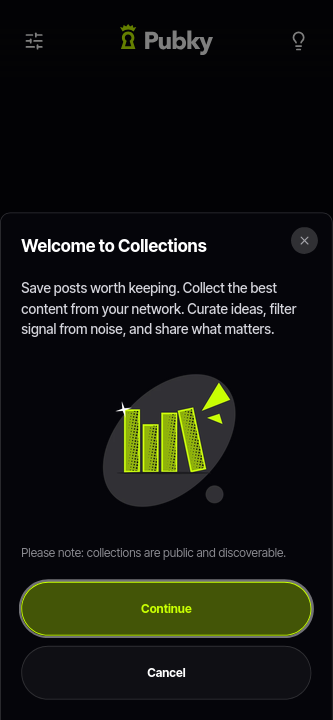 Pubky
Welcome to Collections
Save posts worth keeping. Collect the best
content from your network. Curate ideas, filter
signal from noise, and share what matters.
Please note: collections are public and discoverable.
Continue
Cancel